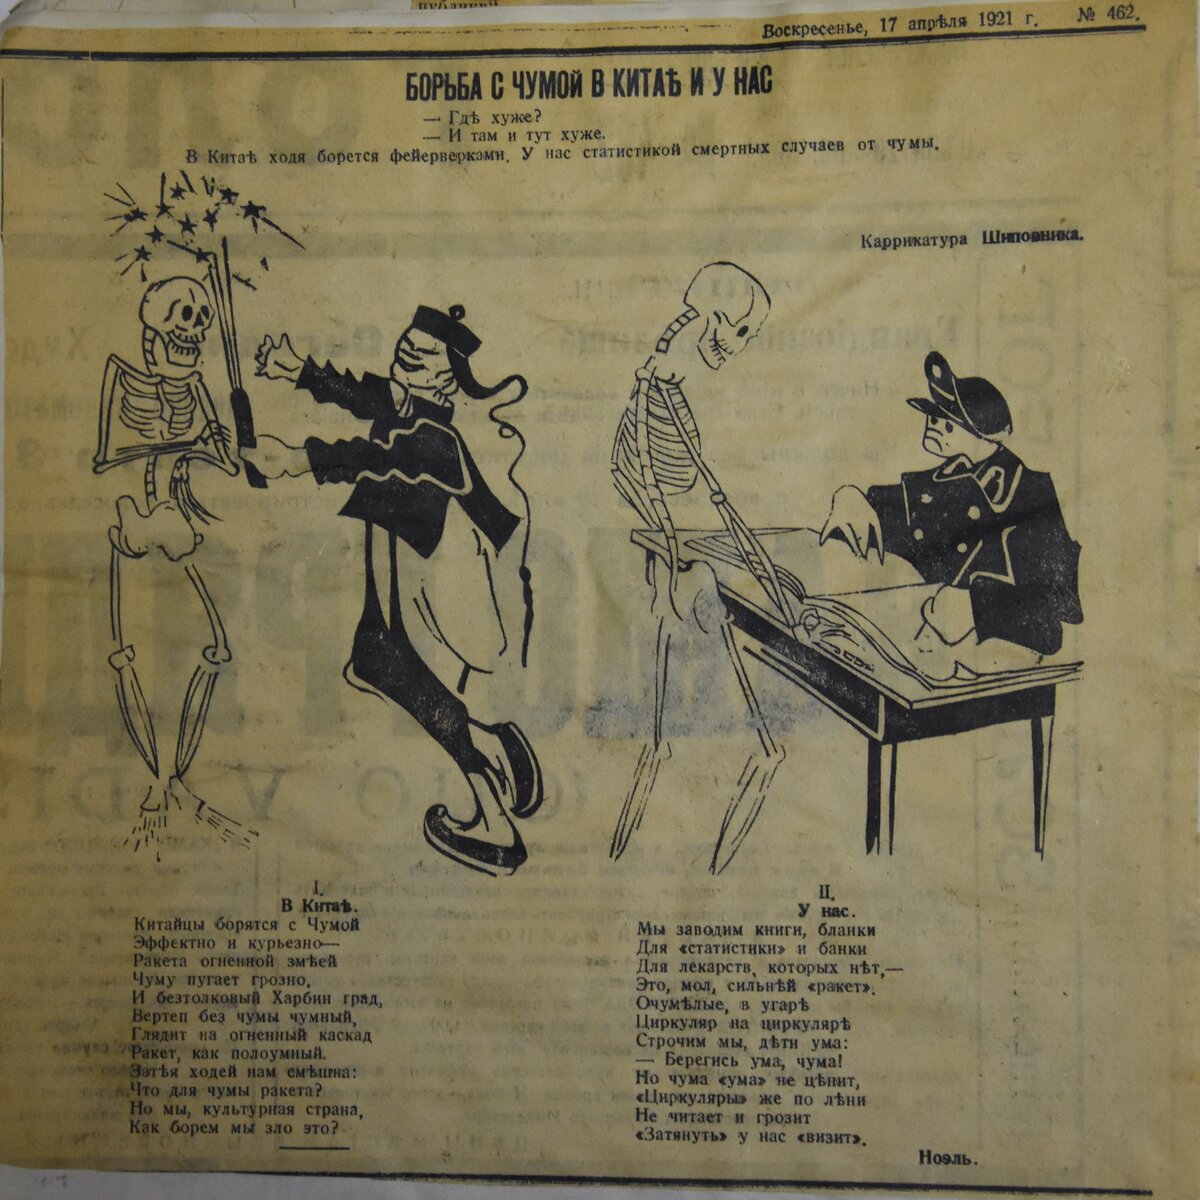 Воскресенье, 17 апрѣля 1921 г. № 462.
БОРЬБА С ЧУМОЙ В КИТАѢ И У НАС
— Гдѣ хуже?
— И там и тут хуже.
В Китаѣ ходя борется фейерверками. У нас статистикой смертных случаев от чумы.
Каррикатура Шиповника.
I.
В Китаѣ.
Китайцы борятся с Чумой
Эффектно и курьезно—
Ракета огненной змѣей
Чуму пугает грозно.
И безтолковый Харбин град,
Вертеп без чумы чумный,
Глядит на огненный каскад
Ракет, как полоумный.
Затѣя ходей нам смѣшна:
Что для чумы ракета?
Но мы, культурная страна,
Как борем мы зло это?
II.
У нас.
Мы заводим книги, бланки
Для «статистики» и банки
Для лекарств, которых нѣт,—
Это, мол, сильнѣй «ракет».
Очумѣлые, в угарѣ
Циркуляр на циркулярѣ
Строчим мы, дѣти ума:
— Берегись ума, чума!
Но чума «ума» не цѣнит,
«Циркуляры» же по лѣни
Не читает и грозит
«Затянуть» у нас «визит».
Ноэль.